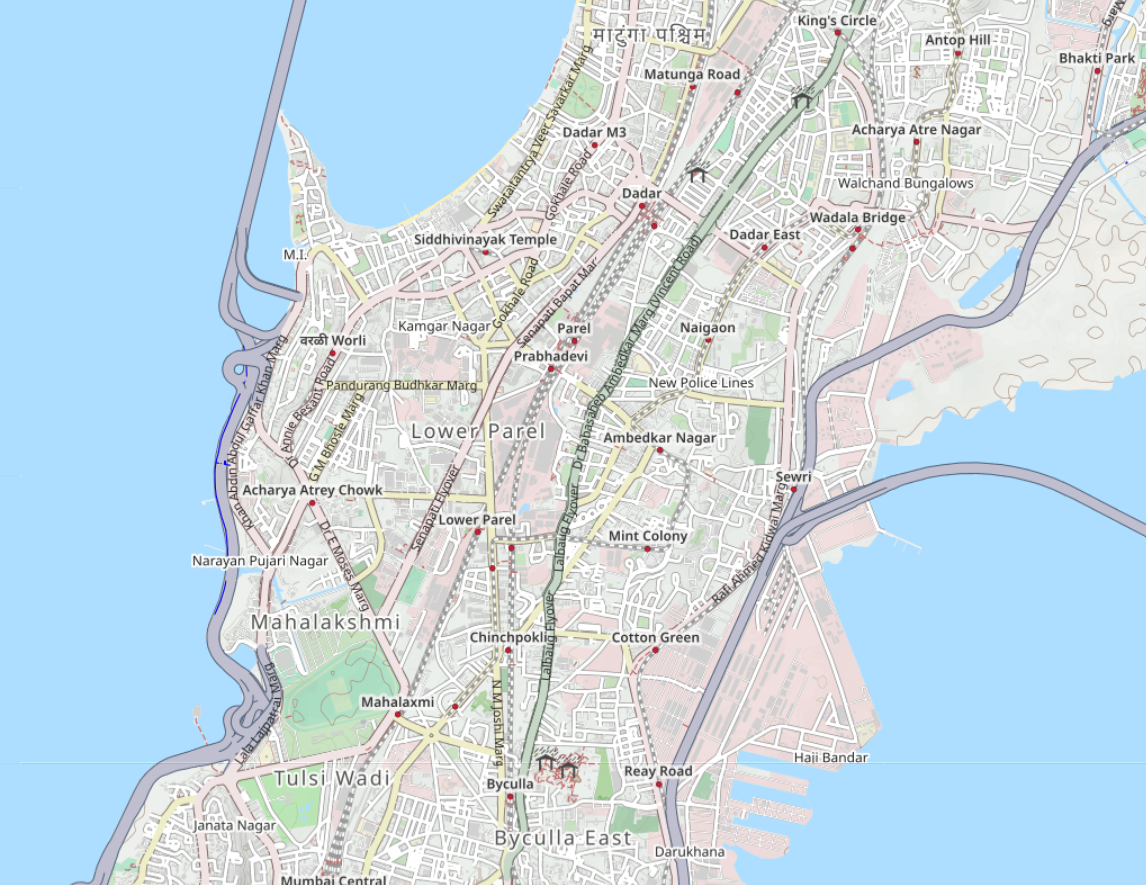 King's Circle
माटुंगा पश्चिम
Antop Hill
Marg
Bhakti Park
Matunga Road
Swatantrya Veer Savarkar Marg
Dadar M3
Acharya Atre Nagar
Gokhale Road
Walchand Bungalows
Dadar
Wadala Bridge
Dadar East
Siddhivinayak Temple
M.I.
Gokhale Road
Senapati Bapat Mar
Dr Babasaheb Ambedkar Marg (Vincent Road)
Kamgar Nagar
Parel
Naigaon
वरळी Worli
Prabhadevi
Khan Abdul Gaffar Khan Marg
Pandurang Budhkar Marg
New Police Lines
Dr Annie Besant Road
G M Bhosle Marg
Lower Parel
Ambedkar Nagar
Acharya Atrey Chowk
Senapati Flyover
Sewri
Lower Parel
Lalbaug Flyover
Mint Colony
Dr E Moses Marg
Rafi Ahmed Kidwai Marg
Narayan Pujari Nagar
Mahalakshmi
Lalbaug Flyover
Chinchpokli
Cotton Green
Lala Lajpatrai Marg
N M Joshi Marg
Mahalaxmi
Haji Bandar
Tulsi Wadi
Reay Road
Byculla
Janata Nagar
Byculla East
Darukhana
Mumbai Central